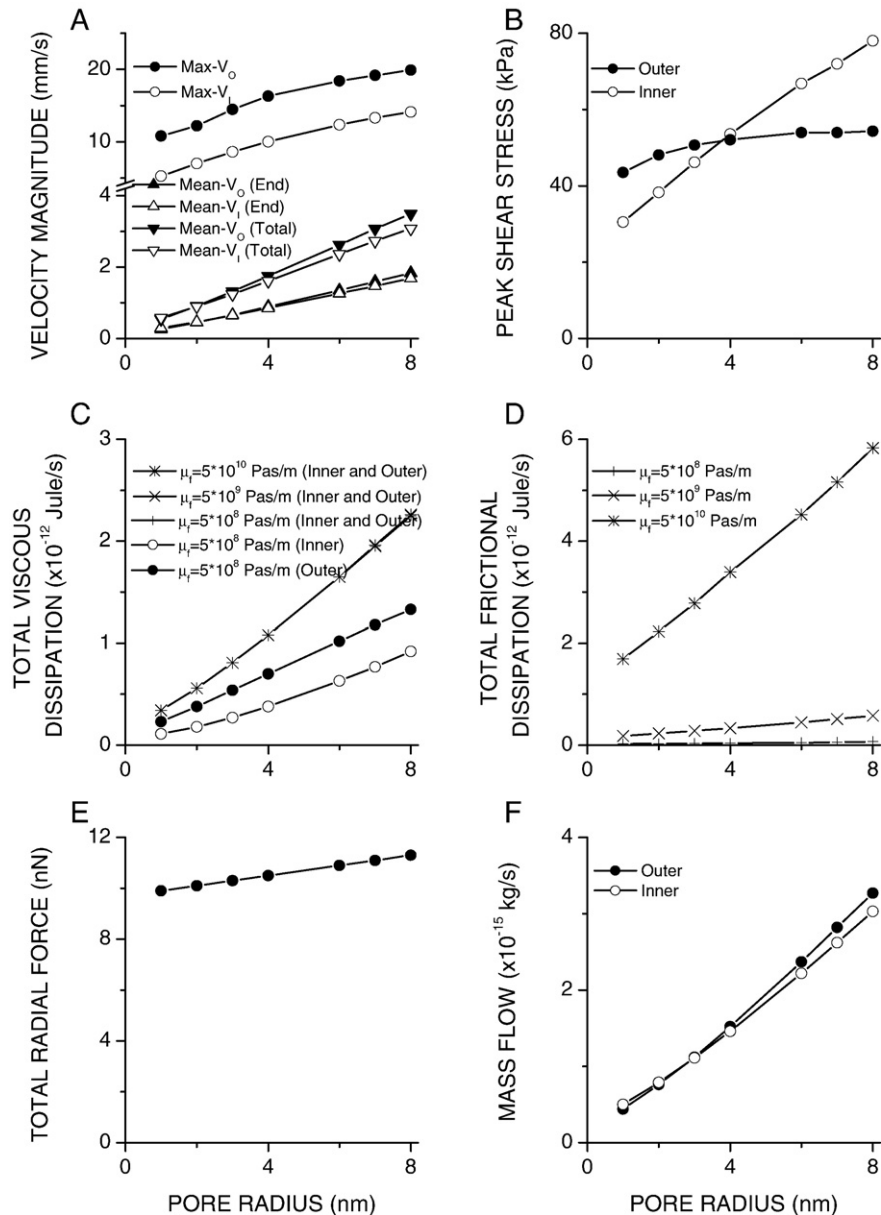 A
VELOCITY MAGNITUDE (mm/s)
20
10
4
2
0
Max-V_O
Max-V_I
Mean-V_O (End)
Mean-V_I (End)
Mean-V_O (Total)
Mean-V_I (Total)
0 4 8
B
PEAK SHEAR STRESS (kPa)
80
40
0
Outer
Inner
0 4 8
C
TOTAL VISCOUS
DISSIPATION (x10^-12 Jule/s)
3
2
1
0
μ_f=5*10^10 Pas/m (Inner and Outer)
μ_f=5*10^9 Pas/m (Inner and Outer)
μ_f=5*10^8 Pas/m (Inner and Outer)
μ_f=5*10^8 Pas/m (Inner)
μ_f=5*10^8 Pas/m (Outer)
0 4 8
D
TOTAL FRICTIONAL
DISSIPATION (x10^-12 Jule/s)
6
4
2
0
μ_f=5*10^8 Pas/m
μ_f=5*10^9 Pas/m
μ_f=5*10^10 Pas/m
0 4 8
E
TOTAL RADIAL FORCE (nN)
12
9
6
3
0
0 4 8
PORE RADIUS (nm)
F
MASS FLOW (x10^-15 kg/s)
4
2
0
Outer
Inner
0 4 8
PORE RADIUS (nm)